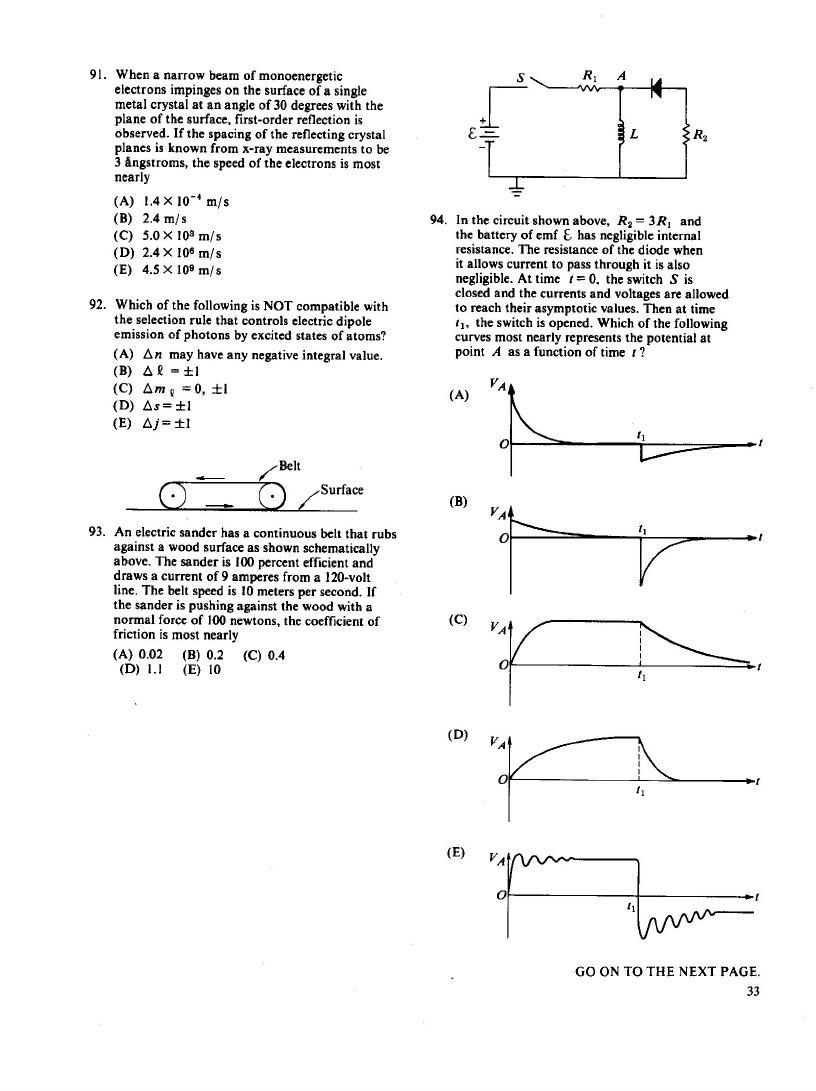 91. When a narrow beam of monoenergetic
electrons impinges on the surface of a single
metal crystal at an angle of 30 degrees with the
plane of the surface, first-order reflection is
observed. If the spacing of the reflecting crystal
planes is known from x-ray measurements to be
3 ångstroms, the speed of the electrons is most
nearly
(A) 1.4 × 10⁻⁴ m/s
(B) 2.4 m/s
(C) 5.0 × 10³ m/s
(D) 2.4 × 10⁶ m/s
(E) 4.5 × 10⁹ m/s
92. Which of the following is NOT compatible with
the selection rule that controls electric dipole
emission of photons by excited states of atoms?
(A) Δn may have any negative integral value.
(B) Δℓ = ±1
(C) Δmℓ = 0, ±1
(D) Δs = ±1
(E) Δj = ±1
Belt
Surface
93. An electric sander has a continuous belt that rubs
against a wood surface as shown schematically
above. The sander is 100 percent efficient and
draws a current of 9 amperes from a 120-volt
line. The belt speed is 10 meters per second. If
the sander is pushing against the wood with a
normal force of 100 newtons, the coefficient of
friction is most nearly
(A) 0.02 (B) 0.2 (C) 0.4
(D) 1.1 (E) 10
S R₁ A
+
ℰ
−
L R₂
94. In the circuit shown above, R₂ = 3R₁ and
the battery of emf ℰ has negligible internal
resistance. The resistance of the diode when
it allows current to pass through it is also
negligible. At time t = 0, the switch S is
closed and the currents and voltages are allowed
to reach their asymptotic values. Then at time
t₁, the switch is opened. Which of the following
curves most nearly represents the potential at
point A as a function of time t ?
(A) V_A
O t₁ t
(B) V_A
O t₁ t
(C) V_A
O t₁ t
(D) V_A
O t₁ t
(E) V_A
O t₁ t
GO ON TO THE NEXT PAGE.
33